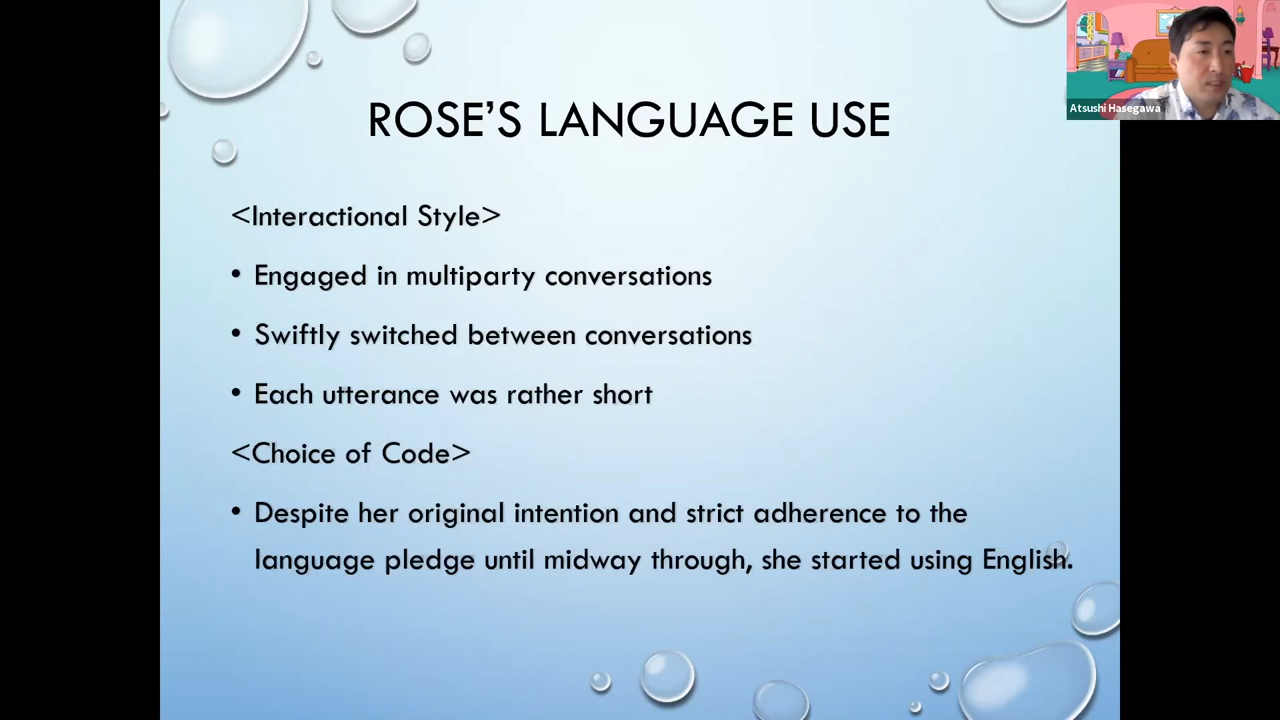 Atsushi Hasegawa
ROSE’S LANGUAGE USE
<Interactional Style>
• Engaged in multiparty conversations
• Swiftly switched between conversations
• Each utterance was rather short
<Choice of Code>
• Despite her original intention and strict adherence to the
language pledge until midway through, she started using English.